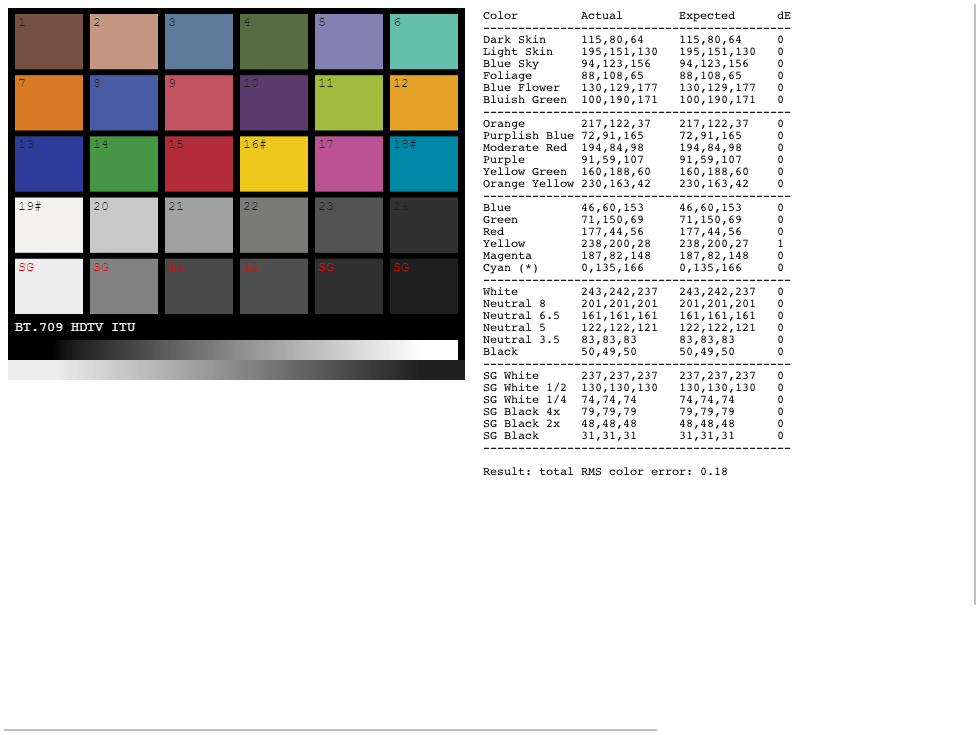 1 2 3 4 5 6
7 8 9 10 11 12
13 14 15 16# 17 18#
19# 20 21 22 23 24
SG SG SG SG SG SG
BT.709 HDTV ITU
Color Actual Expected dE
Dark Skin 115,80,64 115,80,64 0
Light Skin 195,151,130 195,151,130 0
Blue Sky 94,123,156 94,123,156 0
Foliage 88,108,65 88,108,65 0
Blue Flower 130,129,177 130,129,177 0
Bluish Green 100,190,171 100,190,171 0
Orange 217,122,37 217,122,37 0
Purplish Blue 72,91,165 72,91,165 0
Moderate Red 194,84,98 194,84,98 0
Purple 91,59,107 91,59,107 0
Yellow Green 160,188,60 160,188,60 0
Orange Yellow 230,163,42 230,163,42 0
Blue 46,60,153 46,60,153 0
Green 71,150,69 71,150,69 0
Red 177,44,56 177,44,56 0
Yellow 238,200,28 238,200,27 1
Magenta 187,82,148 187,82,148 0
Cyan (*) 0,135,166 0,135,166 0
White 243,242,237 243,242,237 0
Neutral 8 201,201,201 201,201,201 0
Neutral 6.5 161,161,161 161,161,161 0
Neutral 5 122,122,121 122,122,121 0
Neutral 3.5 83,83,83 83,83,83 0
Black 50,49,50 50,49,50 0
SG White 237,237,237 237,237,237 0
SG White 1/2 130,130,130 130,130,130 0
SG White 1/4 74,74,74 74,74,74 0
SG Black 4x 79,79,79 79,79,79 0
SG Black 2x 48,48,48 48,48,48 0
SG Black 31,31,31 31,31,31 0
Result: total RMS color error: 0.18